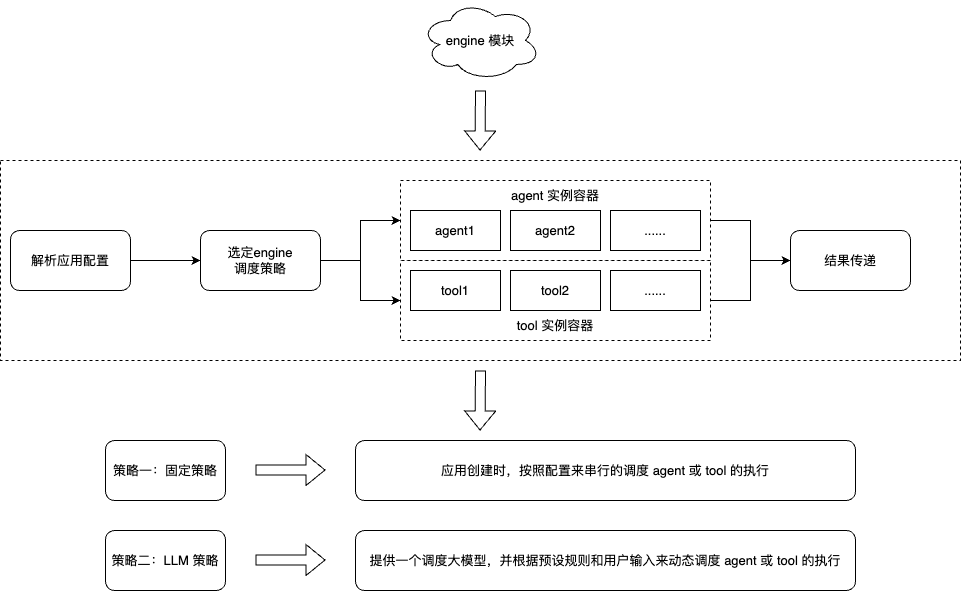 engine 模块
agent 实例容器
agent1
agent2
......
解析应用配置
选定engine
调度策略
结果传递
tool1
tool2
......
tool 实例容器
策略一：固定策略
应用创建时，按照配置来串行的调度 agent 或 tool 的执行
策略二：LLM 策略
提供一个调度大模型，并根据预设规则和用户输入来动态调度 agent 或 tool 的执行